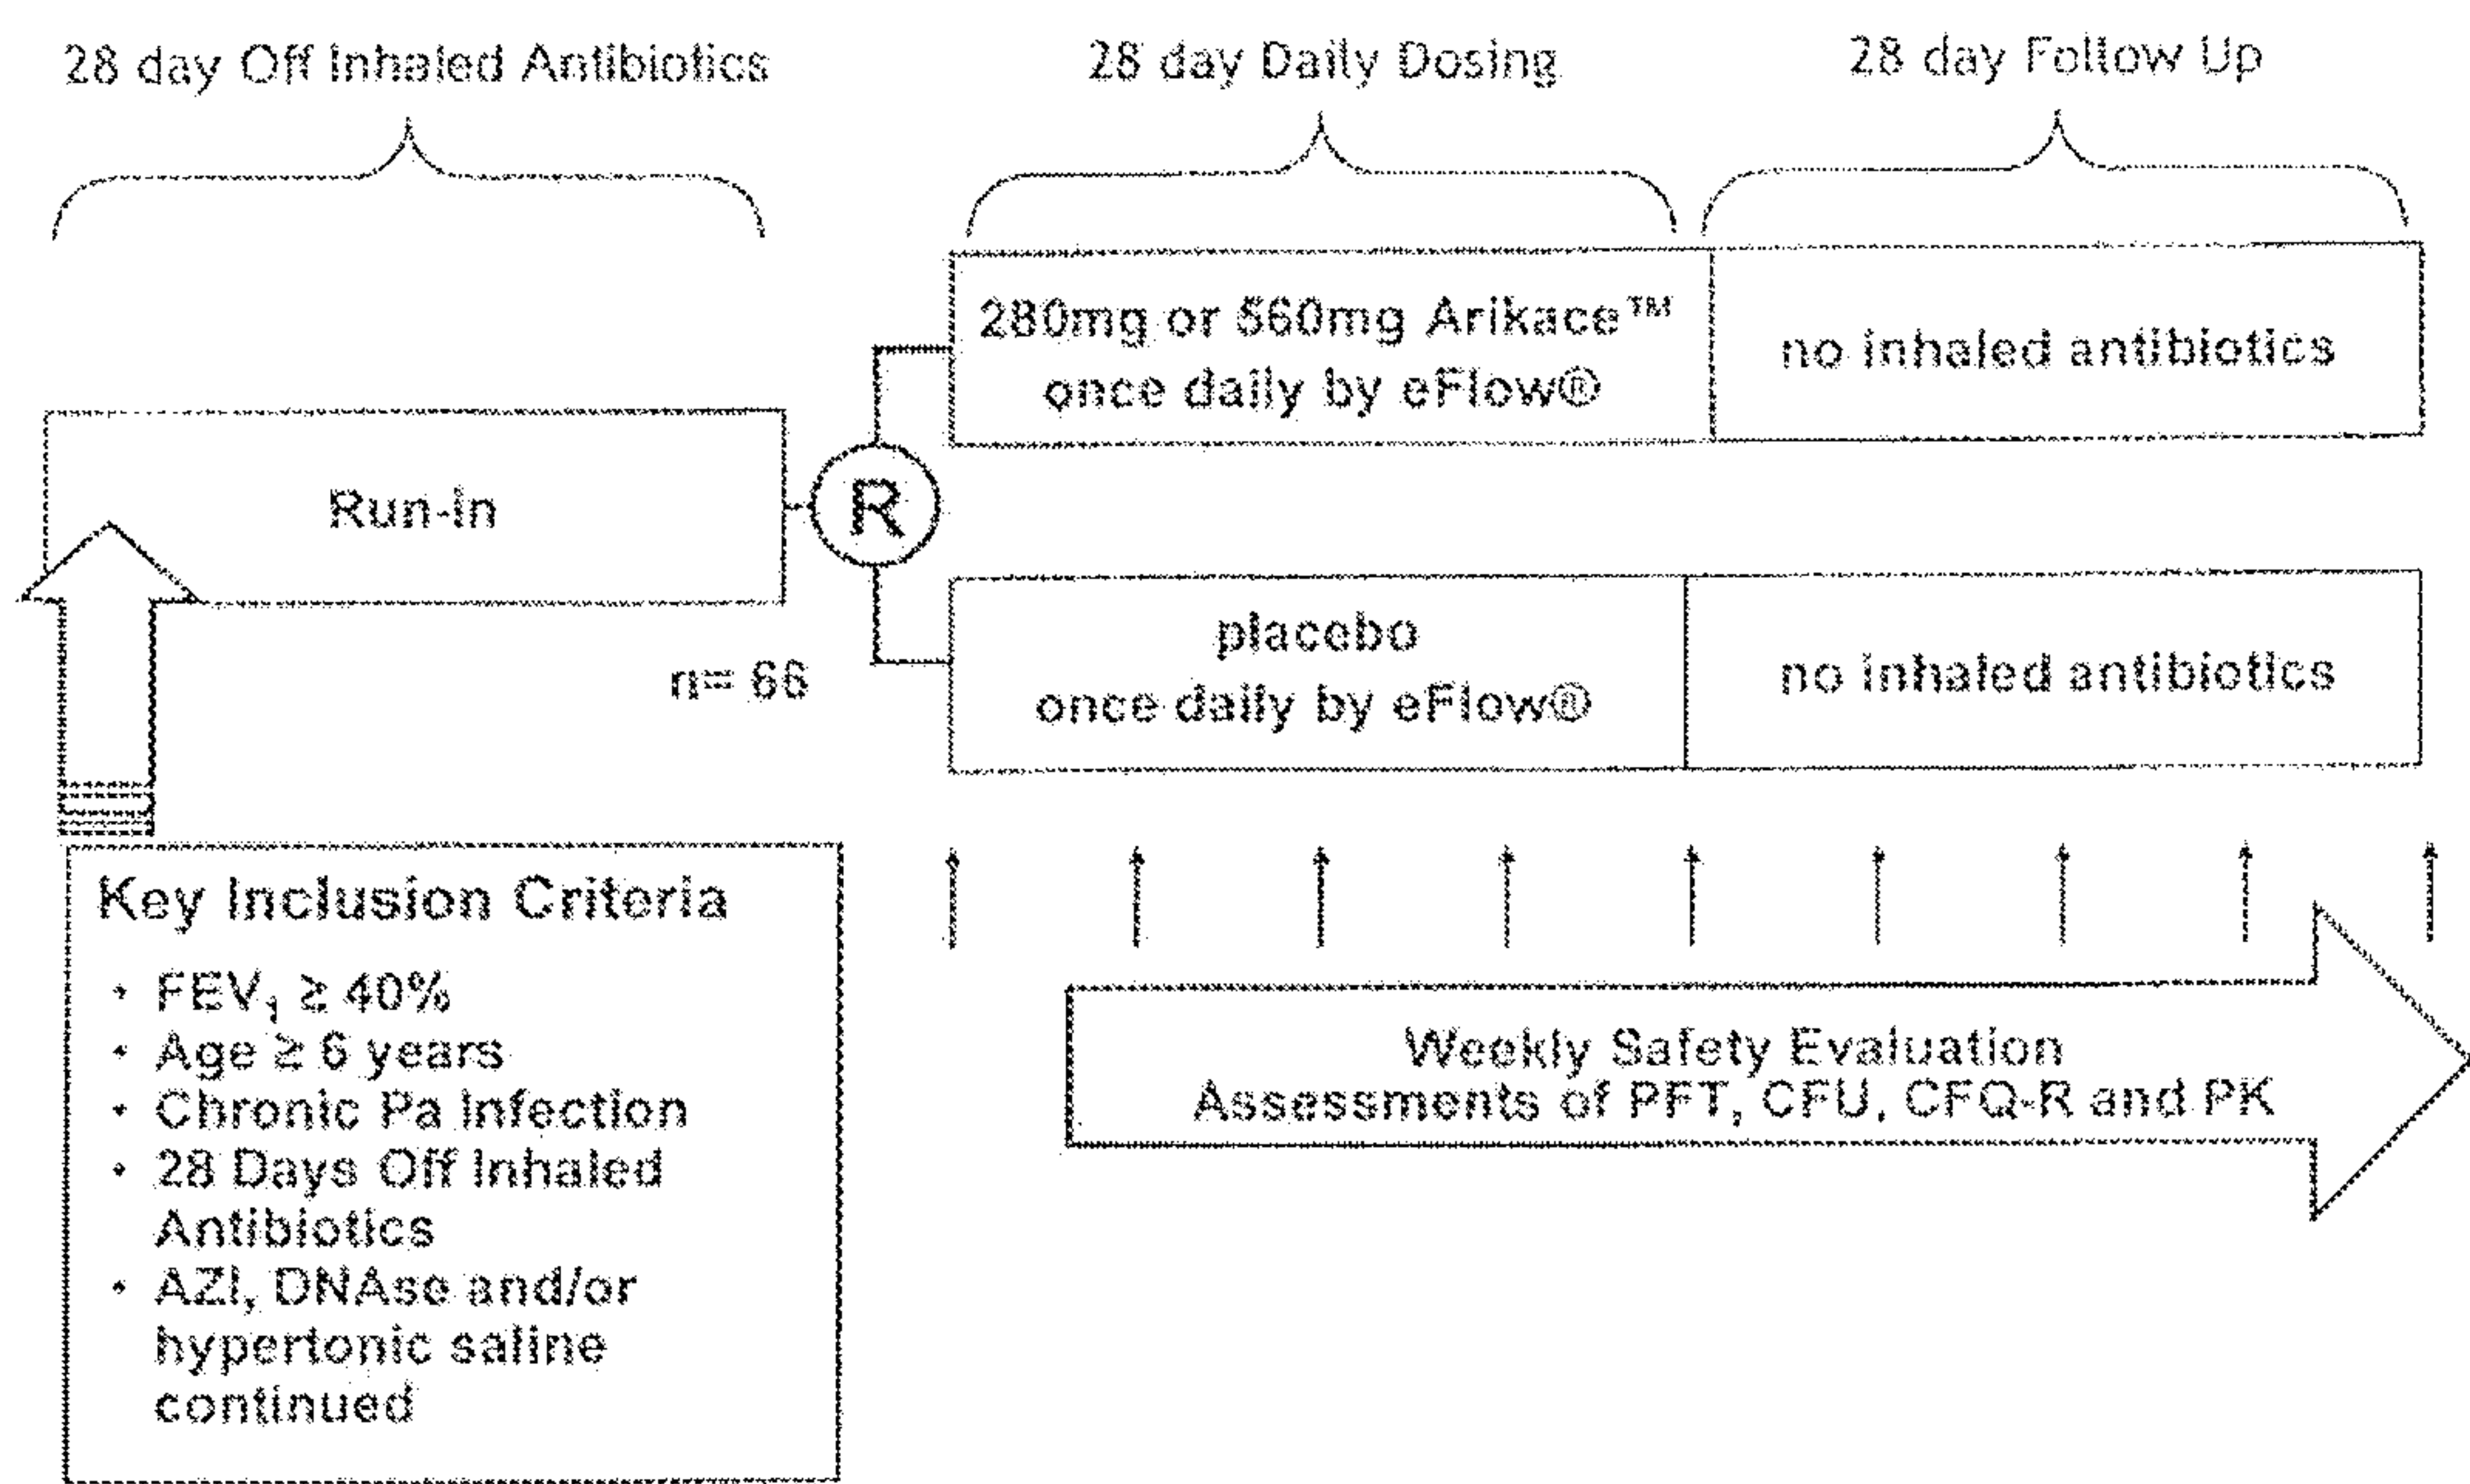 28 day Off Inhaled Antibiotics
28 day Daily Dosing
28 day Follow Up
280mg or 560mg Arikace™
once daily by eFlow®
no inhaled antibiotics
Run-in
R
n= 66
placebo
once daily by eFlow®
no inhaled antibiotics
Key Inclusion Criteria
• FEV₁ ≥ 40%
• Age ≥ 6 years
• Chronic Pa Infection
• 28 Days Off Inhaled
Antibiotics
• AZI, DNAse and/or
hypertonic saline
continued
Weekly Safety Evaluation
Assessments of PFT, CFU, CFQ-R and PK